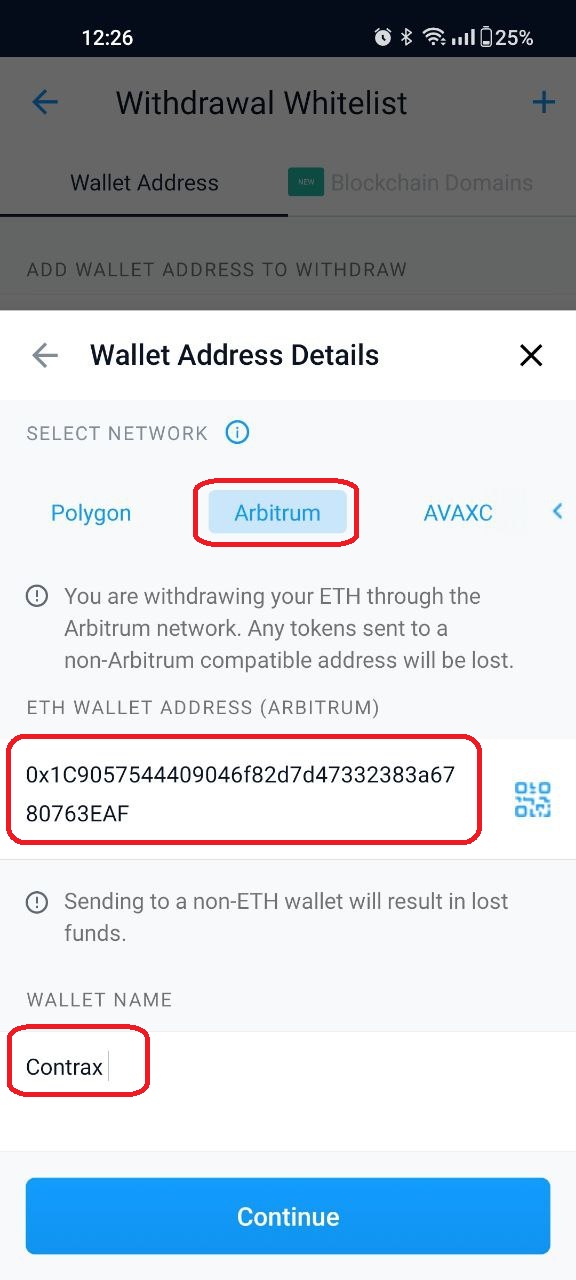 12:26 25%
Withdrawal Whitelist +
Wallet Address NEW Blockchain Domains
ADD WALLET ADDRESS TO WITHDRAW
Wallet Address Details
SELECT NETWORK
Polygon Arbitrum AVAXC
You are withdrawing your ETH through the
Arbitrum network. Any tokens sent to a
non-Arbitrum compatible address will be lost.
ETH WALLET ADDRESS (ARBITRUM)
0x1C9057544409046f82d7d47332383a67
80763EAF
Sending to a non-ETH wallet will result in lost
funds.
WALLET NAME
Contrax
Continue